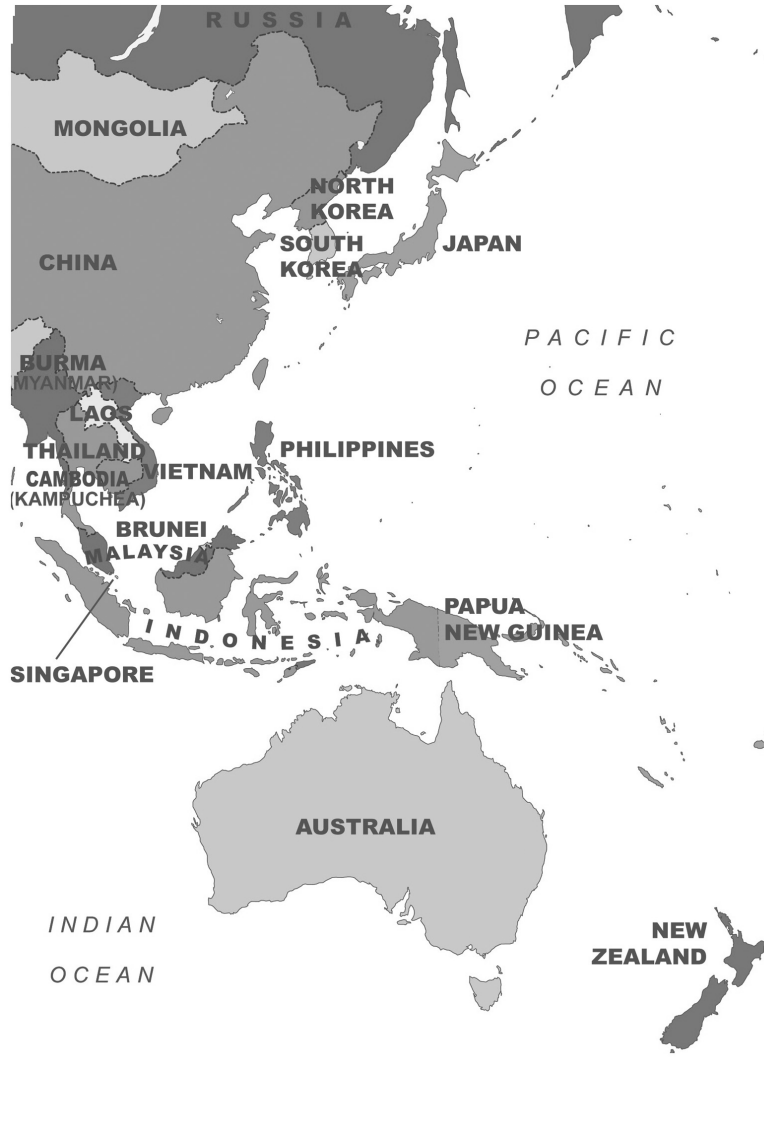 RUSSIA
MONGOLIA
NORTH
KOREA
SOUTH
KOREA
JAPAN
CHINA
PACIFIC
OCEAN
BURMA
(MYANMAR)
LAOS
THAILAND
PHILIPPINES
CAMBODIA
(KAMPUCHEA)
VIETNAM
BRUNEI
MALAYSIA
INDONESIA
PAPUA
NEW GUINEA
SINGAPORE
AUSTRALIA
INDIAN
OCEAN
NEW
ZEALAND